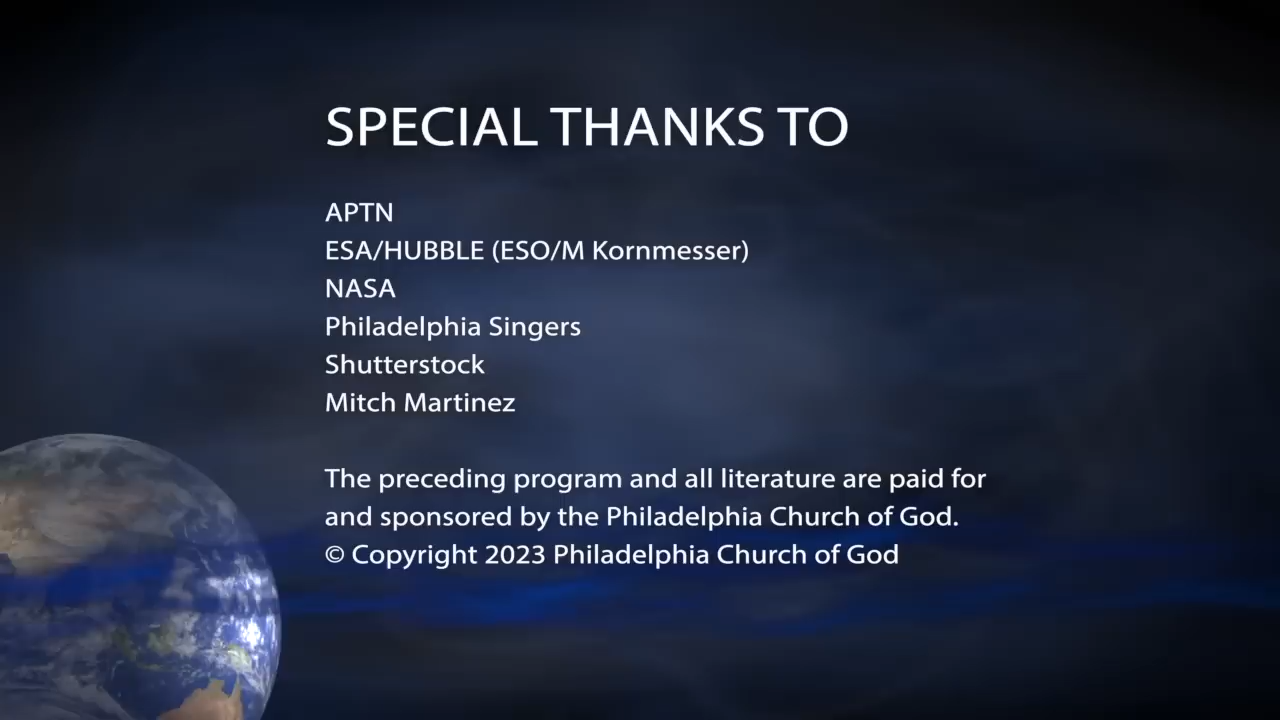 SPECIAL THANKS TO
APTN
ESA/HUBBLE (ESO/M Kornmesser)
NASA
Philadelphia Singers
Shutterstock
Mitch Martinez
The preceding program and all literature are paid for
and sponsored by the Philadelphia Church of God.
© Copyright 2023 Philadelphia Church of God